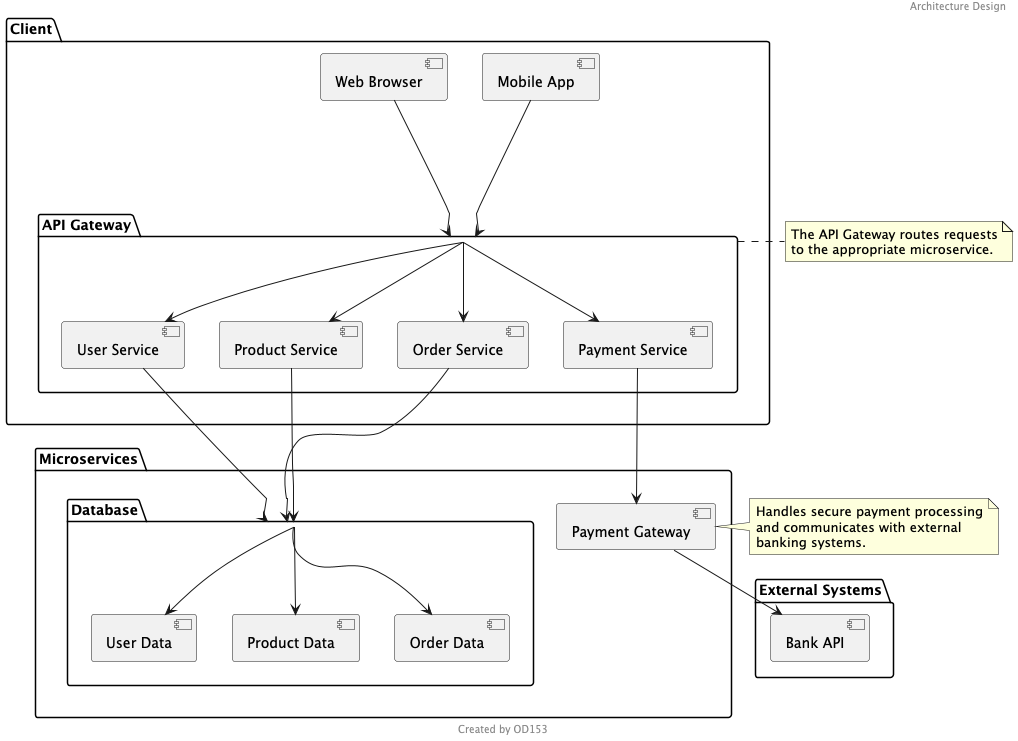 Architecture Design
Client
Web Browser
Mobile App
API Gateway
The API Gateway routes requests
to the appropriate microservice.
User Service
Product Service
Order Service
Payment Service
Microservices
Database
Payment Gateway
Handles secure payment processing
and communicates with external
banking systems.
External Systems
User Data
Product Data
Order Data
Bank API
Created by OD153